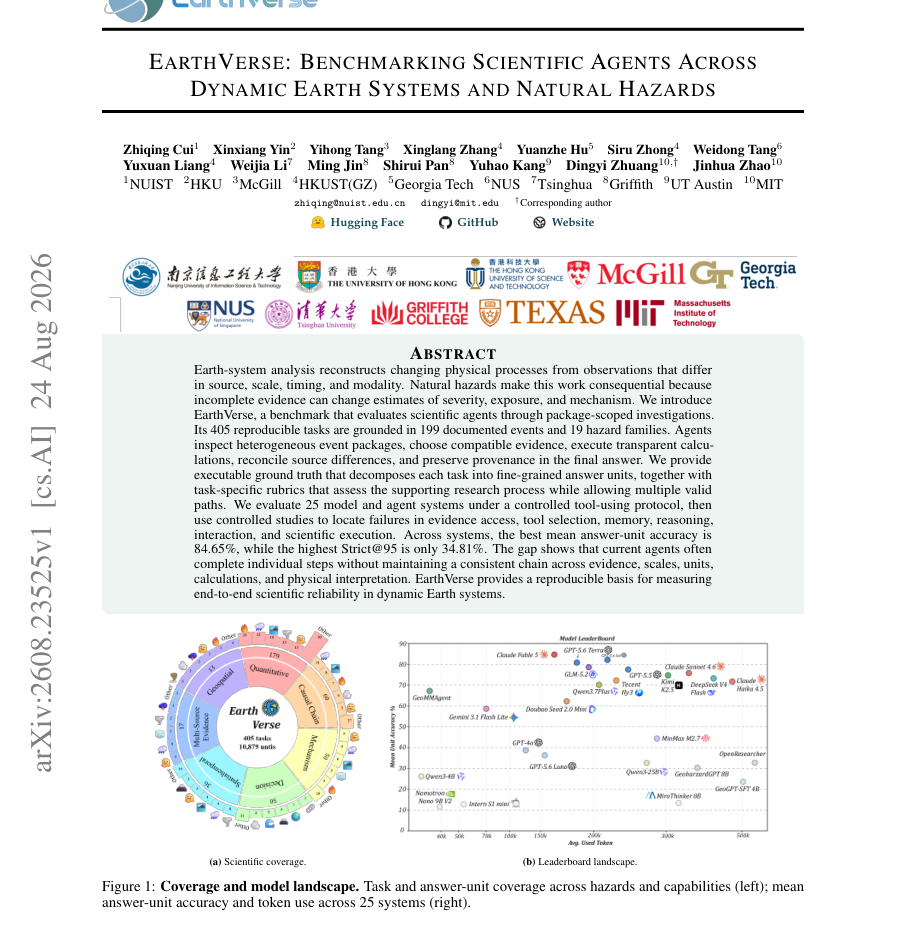 EarthVerse
EARTHVERSE: BENCHMARKING SCIENTIFIC AGENTS ACROSS
DYNAMIC EARTH SYSTEMS AND NATURAL HAZARDS
Zhiqing Cui1 Xinxiang Yin2 Yihong Tang3 Xinglang Zhang4 Yuanzhe Hu5 Siru Zhong4 Weidong Tang6
Yuxuan Liang4 Weijia Li7 Ming Jin8 Shirui Pan8 Yuhao Kang9 Dingyi Zhuang10,† Jinhua Zhao10
1NUIST 2HKU 3McGill 4HKUST(GZ) 5Georgia Tech 6NUS 7Tsinghua 8Griffith 9UT Austin 10MIT
zhiqing@nuist.edu.cn dingyi@mit.edu †Corresponding author
Hugging Face GitHub Website
arXiv:2608.23525v1 [cs.AI] 24 Aug 2026
南京信息工程大学
Nanjing University of Information Science & Technology
香港大學
THE UNIVERSITY OF HONG KONG
香港科技大學
THE HONG KONG
UNIVERSITY OF SCIENCE
AND TECHNOLOGY
McGill
GT Georgia
Tech
NUS
National University
of Singapore
清华大学
Tsinghua University
GRIFFITH
COLLEGE
TEXAS
Massachusetts
Institute of
Technology
ABSTRACT
Earth-system analysis reconstructs changing physical processes from observations that differ
in source, scale, timing, and modality. Natural hazards make this work consequential because
incomplete evidence can change estimates of severity, exposure, and mechanism. We introduce
EarthVerse, a benchmark that evaluates scientific agents through package-scoped investigations.
Its 405 reproducible tasks are grounded in 199 documented events and 19 hazard families. Agents
inspect heterogeneous event packages, choose compatible evidence, execute transparent calcu-
lations, reconcile source differences, and preserve provenance in the final answer. We provide
executable ground truth that decomposes each task into fine-grained answer units, together with
task-specific rubrics that assess the supporting research process while allowing multiple valid
paths. We evaluate 25 model and agent systems under a controlled tool-using protocol, then
use controlled studies to locate failures in evidence access, tool selection, memory, reasoning,
interaction, and scientific execution. Across systems, the best mean answer-unit accuracy is
84.65%, while the highest Strict@95 is only 34.81%. The gap shows that current agents often
complete individual steps without maintaining a consistent chain across evidence, scales, units,
calculations, and physical interpretation. EarthVerse provides a reproducible basis for measuring
end-to-end scientific reliability in dynamic Earth systems.
Earth
Verse
405 tasks
10,879 untis
Quantitative
179
Causal Chain
60
Mechanism
Decision
50
Spatiotemporal
36
Multi-Source
Evidence
Geospatial
Other
Model LeaderBoard
Mean Unit Accuracy %
90
80
70
60
50
40
30
20
10
0
Claude Fable 5
GPT-5.6 Terra
GLM-5.2
GPT-5.5
Claude Sonnet 4.6
Kimi
K2.5
DeepSeek V4
Flash
Claude
Haiku 4.5
Qwen3.7Plus
Tecent
Hy3
GeoMMAgent
Gemini 3.1 Flash Lite
Doubao Seed 2.0 Mini
GPT-4o
MiniMax M2.7
OpenResearcher
GPT-5.6 Luna
GeohazardGPT 8B
GeoGPT-SFT 4B
Qwen3-4B
Nemotron
Nano 9B V2
Intern S1 mini
MiroThinker 8B
40k 50k 70k 100k 150k 200k 300k 500k
Avg. Used Token
(a) Scientific coverage.
(b) Leaderboard landscape.
Figure 1: Coverage and model landscape. Task and answer-unit coverage across hazards and capabilities (left); mean
answer-unit accuracy and token use across 25 systems (right).